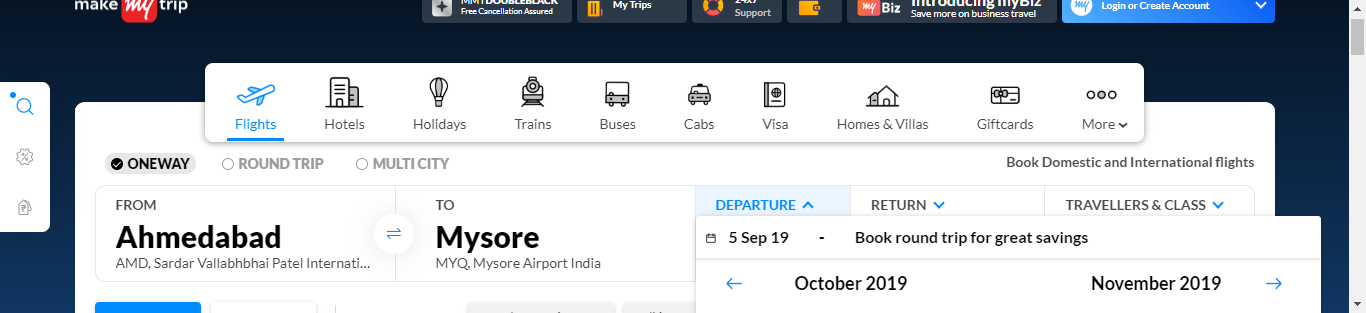 make my trip
MMTDOUBLEBLACK
Free Cancellation Assured
My Trips
24X7
Support
my Biz
Introducing myBiz
Save more on business travel
my
Login or Create Account
Flights
Hotels
Holidays
Trains
Buses
Cabs
Visa
Homes & Villas
Giftcards
More
ONEWAY
ROUND TRIP
MULTI CITY
Book Domestic and International flights
FROM
Ahmedabad
AMD, Sardar Vallabhbhai Patel Internati...
TO
Mysore
MYQ, Mysore Airport India
DEPARTURE
RETURN
TRAVELLERS & CLASS
5 Sep 19 - Book round trip for great savings
October 2019
November 2019